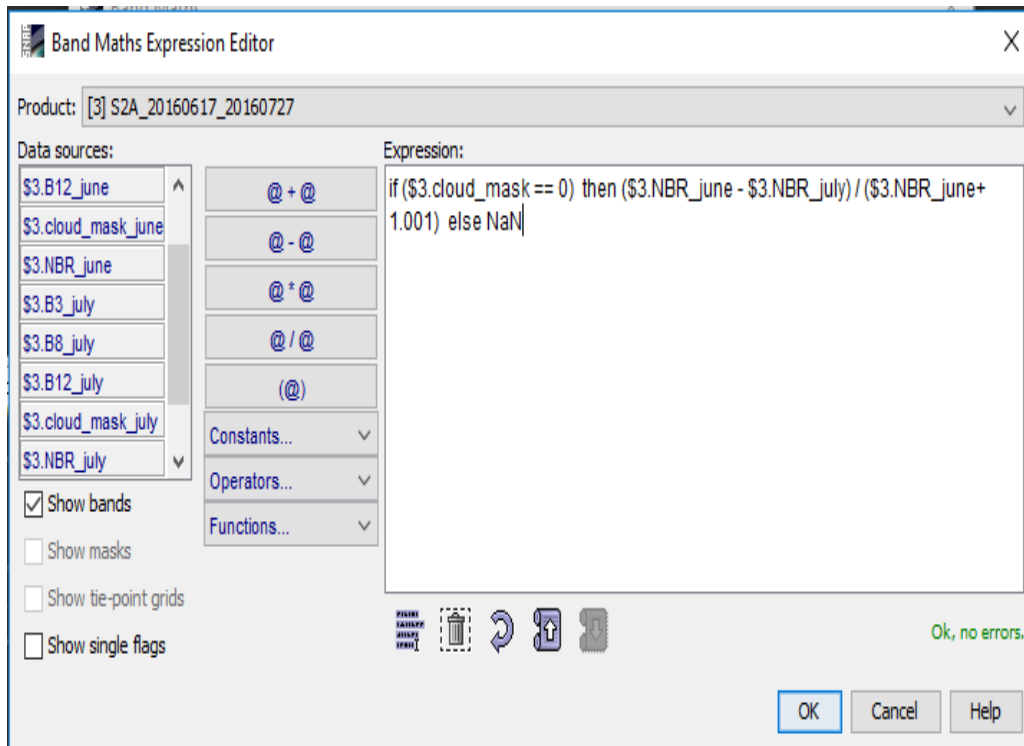 Band Maths Expression Editor
Product: [3] S2A_20160617_20160727
Data sources:
Expression:
$3.B12_june
$3.cloud_mask_june
$3.NBR_june
$3.B3_july
$3.B8_july
$3.B12_july
$3.cloud_mask_july
$3.NBR_july
@ + @
@ - @
@ * @
@ / @
(@)
Constants...
Operators...
Functions...
if ($3.cloud_mask == 0) then ($3.NBR_june - $3.NBR_july) / ($3.NBR_june+
1.001) else NaN
Show bands
Show masks
Show tie-point grids
Show single flags
Ok, no errors.
OK
Cancel
Help